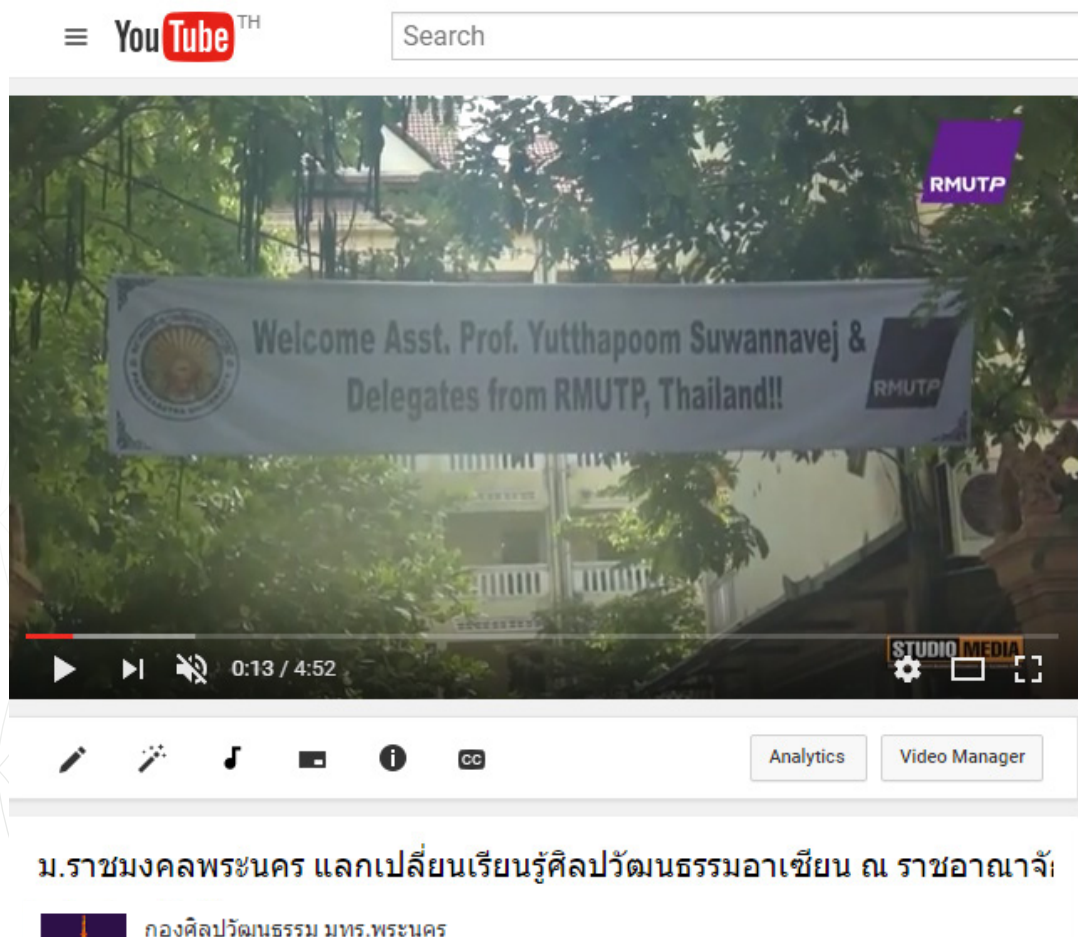 YouTube TH
Search
RMUTP
Welcome Asst. Prof. Yutthapoom Suwannavej &
Delegates from RMUTP, Thailand!!
RMUTP
STUDIO MEDIA
0:13 / 4:52
CC
Analytics
Video Manager
ม.ราชมงคลพระนคร แลกเปลี่ยนเรียนรู้ศิลปวัฒนธรรมอาเซียน ณ ราชอาณาจัก
กองศิลปวัฒนธรรม มทร.พระนคร